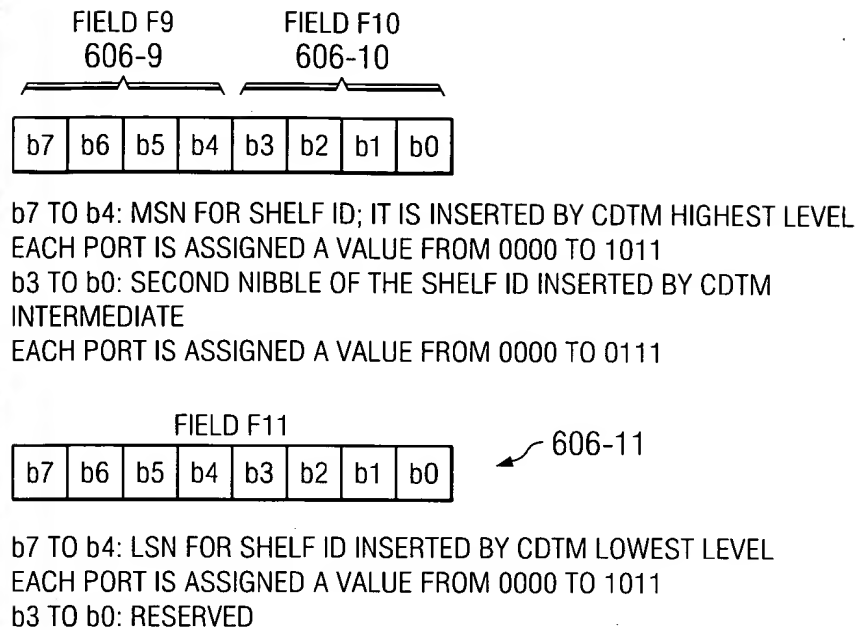 FIELD F9 FIELD F10
606-9 606-10
b7 b6 b5 b4 b3 b2 b1 b0
b7 TO b4: MSN FOR SHELF ID; IT IS INSERTED BY CDTM HIGHEST LEVEL
EACH PORT IS ASSIGNED A VALUE FROM 0000 TO 1011
b3 TO b0: SECOND NIBBLE OF THE SHELF ID INSERTED BY CDTM
INTERMEDIATE
EACH PORT IS ASSIGNED A VALUE FROM 0000 TO 0111
FIELD F11
606-11
b7 b6 b5 b4 b3 b2 b1 b0
b7 TO b4: LSN FOR SHELF ID INSERTED BY CDTM LOWEST LEVEL
EACH PORT IS ASSIGNED A VALUE FROM 0000 TO 1011
b3 TO b0: RESERVED